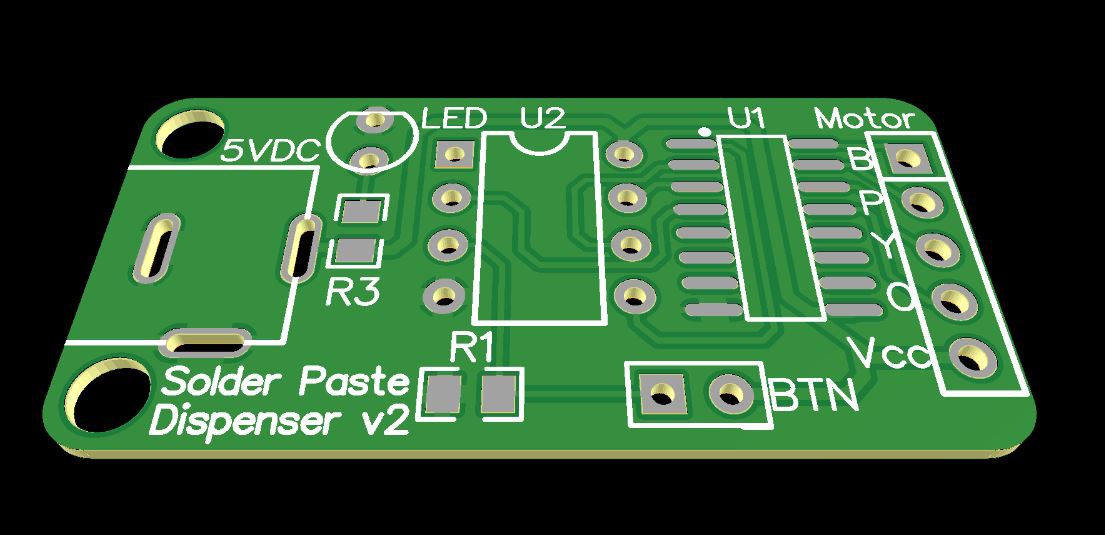 LED
U2
U1
Motor
5VDC
B
P
Y
O
Vcc
R3
R1
BTN
Solder Paste
Dispenser v2